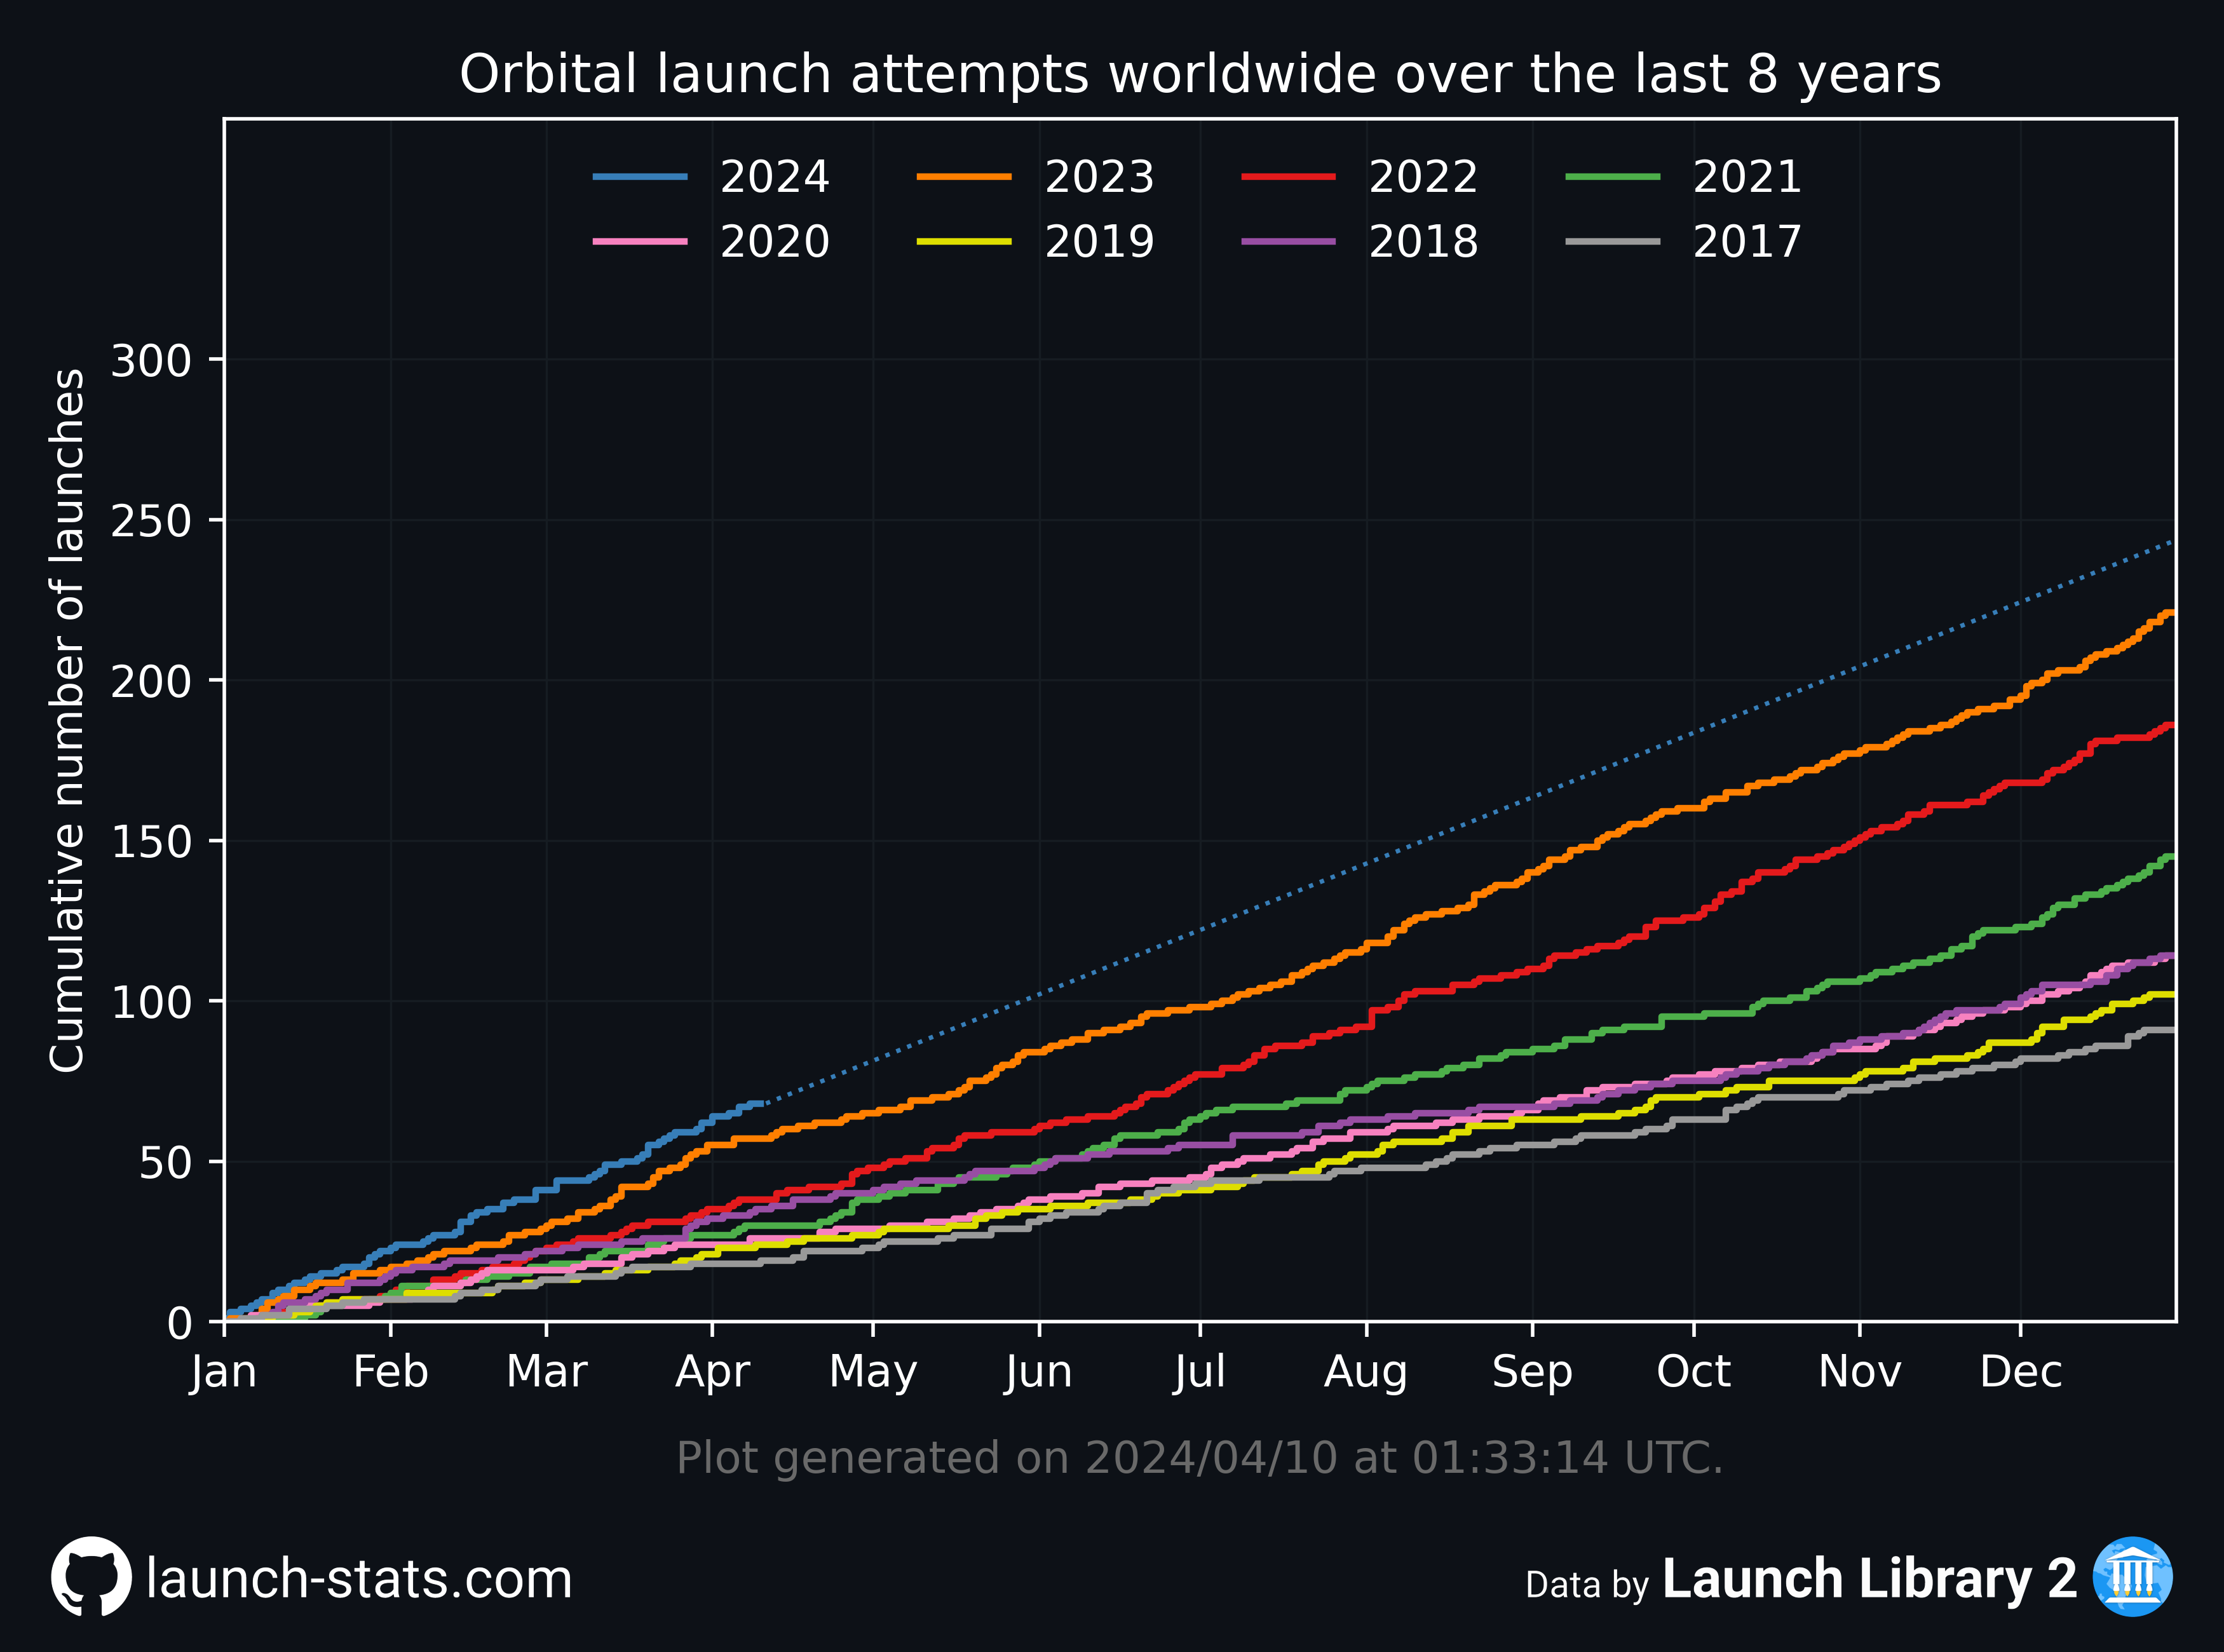 Orbital launch attempts worldwide over the last 8 years
2024 2023 2022 2021
2020 2019 2018 2017
Cumulative number of launches
300
250
200
150
100
50
0
Jan Feb Mar Apr May Jun Jul Aug Sep Oct Nov Dec
Plot generated on 2024/04/10 at 01:33:14 UTC.
launch-stats.com
Data by Launch Library 2